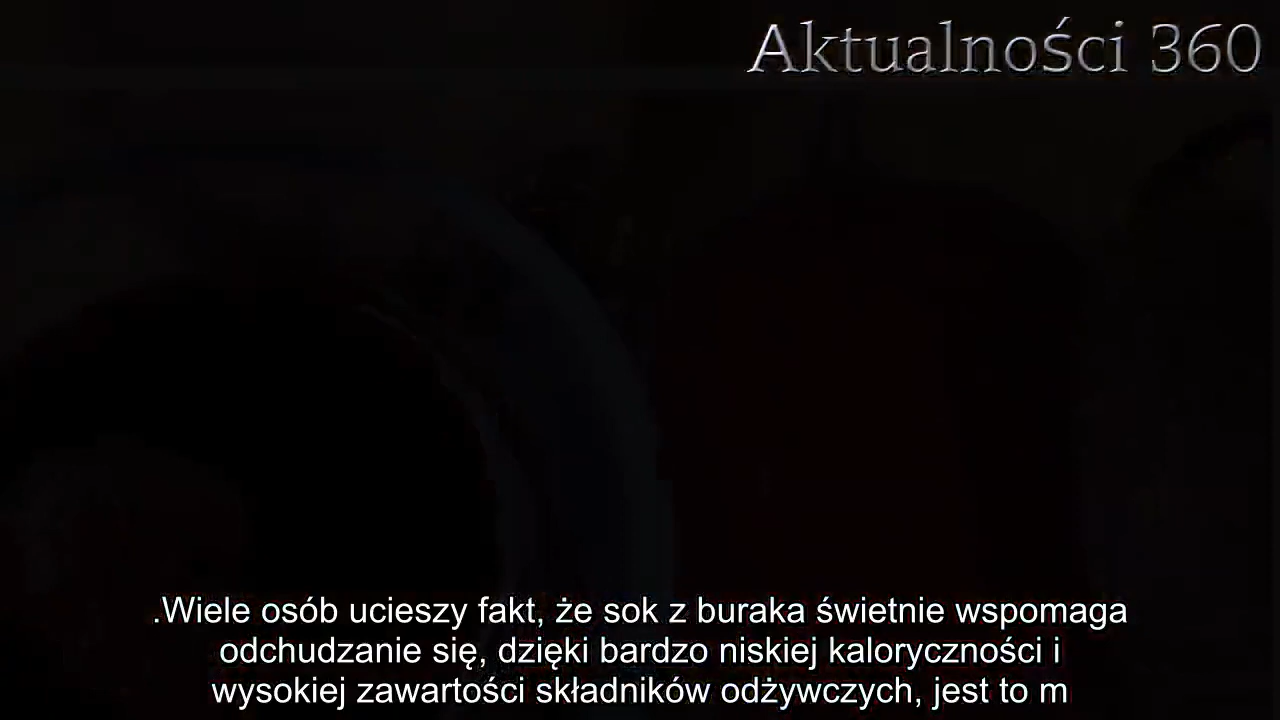 Aktualności 360
.Wiele osób ucieszy fakt, że sok z buraka świetnie wspomaga
odchudzanie się, dzięki bardzo niskiej kaloryczności i
wysokiej zawartości składników odżywczych, jest to m